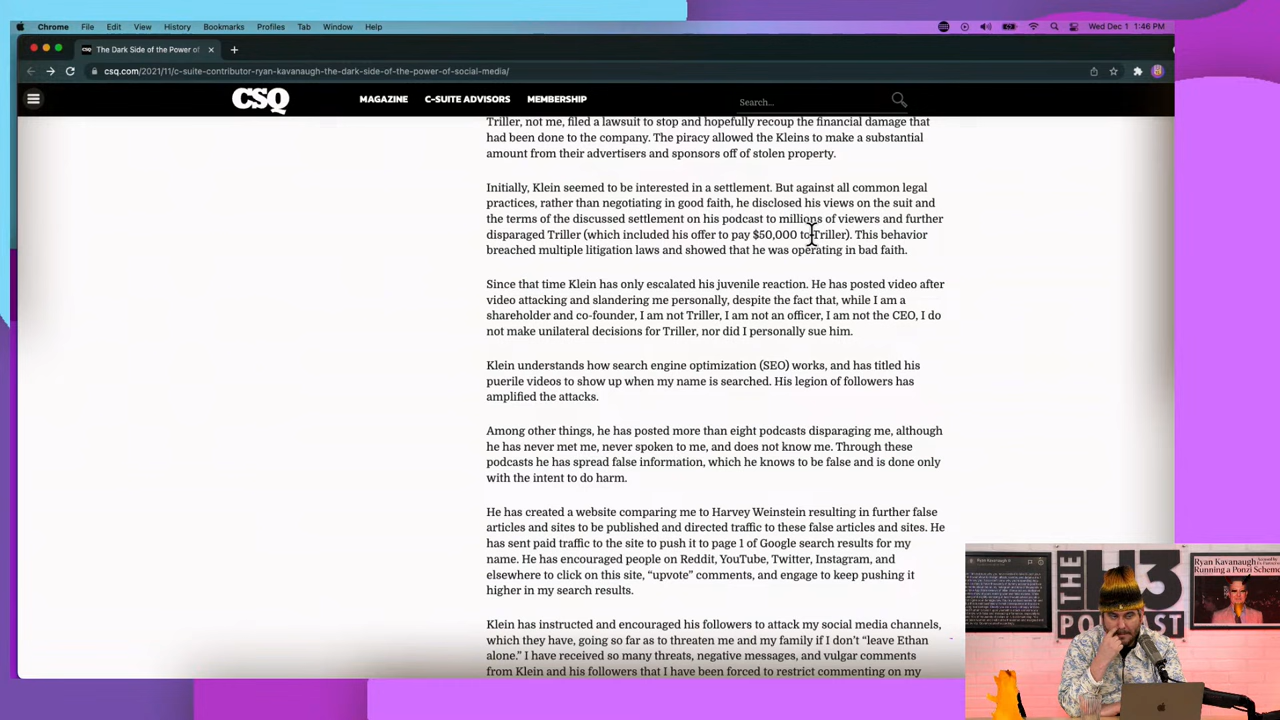 Chrome File Edit View History Bookmarks Profiles Tab Window Help Wed Dec 1 1:46 PM
The Dark Side of the Power of
csq.com/2021/11/c-suite-contributor-ryan-kavanaugh-the-dark-side-of-the-power-of-social-media/
CSQ MAGAZINE C-SUITE ADVISORS MEMBERSHIP Search...
Triller, not me, filed a lawsuit to stop and hopefully recoup the financial damage that
had been done to the company. The piracy allowed the Kleins to make a substantial
amount from their advertisers and sponsors off of stolen property.
Initially, Klein seemed to be interested in a settlement. But against all common legal
practices, rather than negotiating in good faith, he disclosed his views on the suit and
the terms of the discussed settlement on his podcast to millions of viewers and further
disparaged Triller (which included his offer to pay $50,000 to Triller). This behavior
breached multiple litigation laws and showed that he was operating in bad faith.
Since that time Klein has only escalated his juvenile reaction. He has posted video after
video attacking and slandering me personally, despite the fact that, while I am a
shareholder and co-founder, I am not Triller, I am not an officer, I am not the CEO, I do
not make unilateral decisions for Triller, nor did I personally sue him.
Klein understands how search engine optimization (SEO) works, and has titled his
puerile videos to show up when my name is searched. His legion of followers has
amplified the attacks.
Among other things, he has posted more than eight podcasts disparaging me, although
he has never met me, never spoken to me, and does not know me. Through these
podcasts he has spread false information, which he knows to be false and is done only
with the intent to do harm.
He has created a website comparing me to Harvey Weinstein resulting in further false
articles and sites to be published and directed traffic to these false articles and sites. He
has sent paid traffic to the site to push it to page 1 of Google search results for my
name. He has encouraged people on Reddit, YouTube, Twitter, Instagram, and
elsewhere to click on this site, “upvote” comments, and engage to keep pushing it
higher in my search results.
Klein has instructed and encouraged his followers to attack my social media channels,
which they have, going so far as to threaten me and my family if I don’t “leave Ethan
alone.” I have received so many threats, negative messages, and vulgar comments
from Klein and his followers that I have been forced to restrict commenting on my
THE
PODCAST
Ryan Kavanaugh
Running a Ponzi Scheme